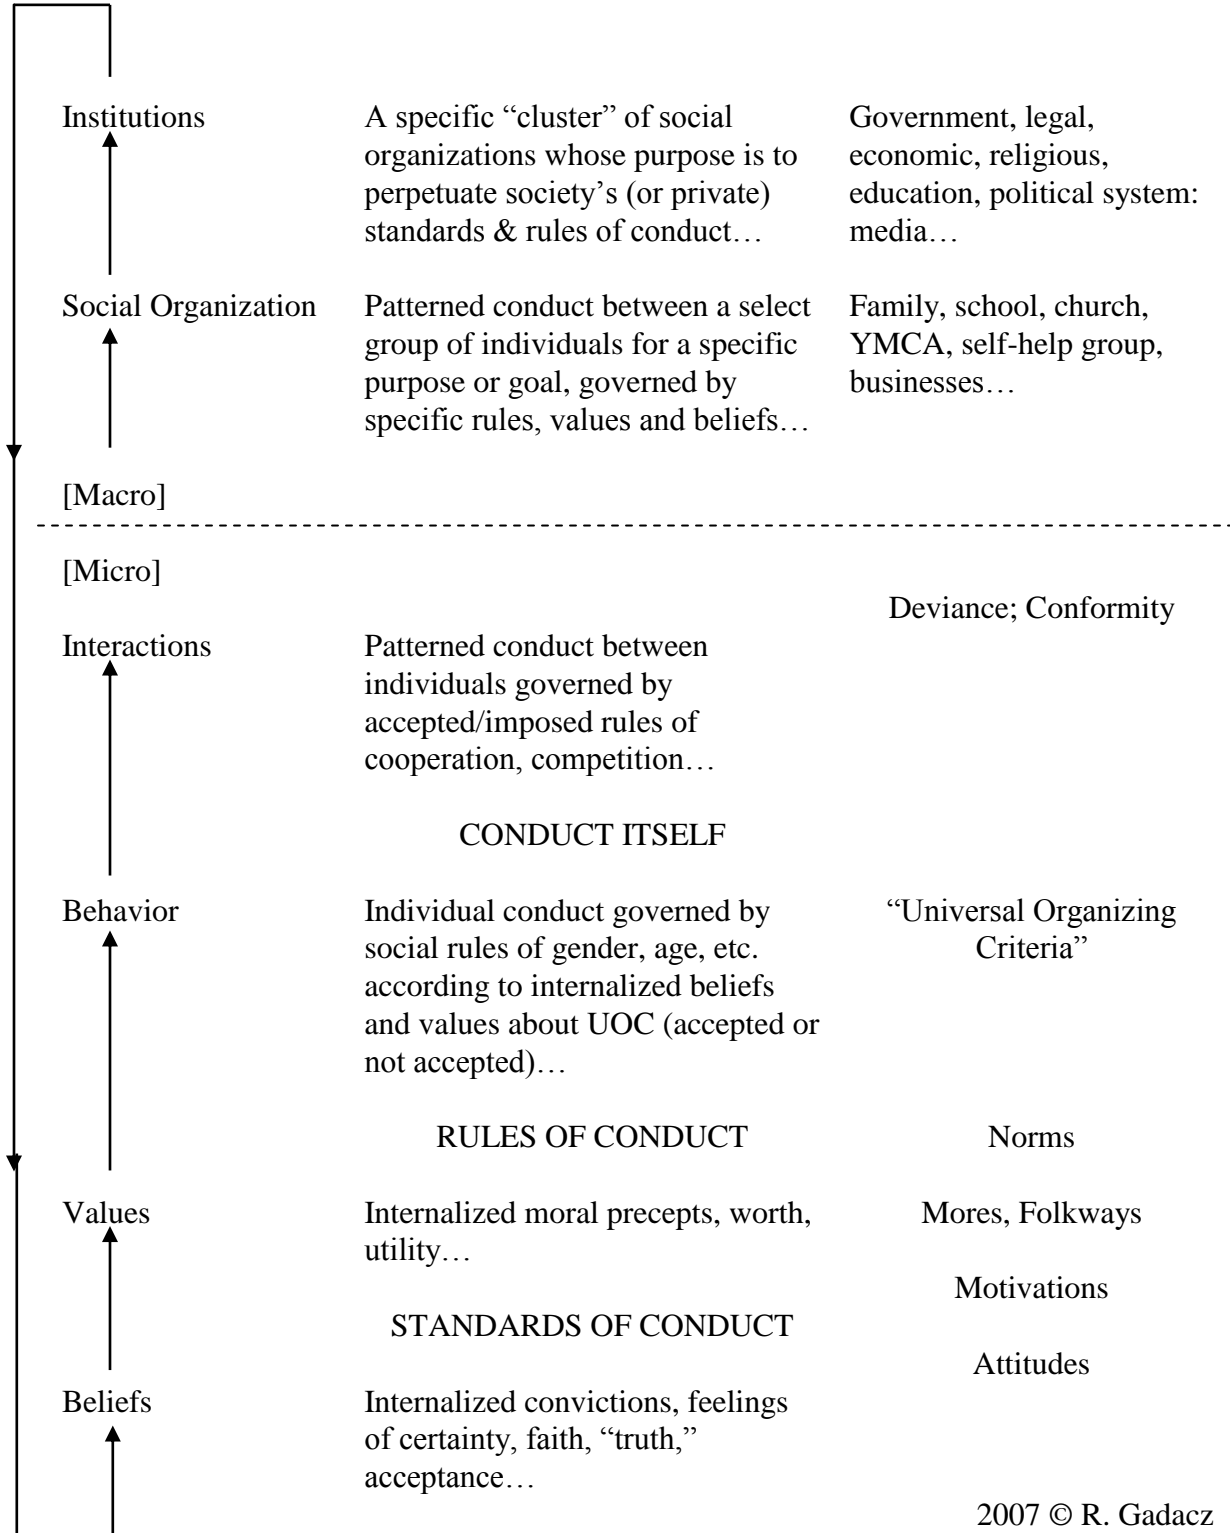 Institutions
A specific “cluster” of social
organizations whose purpose is to
perpetuate society’s (or private)
standards & rules of conduct…
Government, legal,
economic, religious,
education, political system:
media…
Social Organization
Patterned conduct between a select
group of individuals for a specific
purpose or goal, governed by
specific rules, values and beliefs…
Family, school, church,
YMCA, self-help group,
businesses…
[Macro]
[Micro]
Deviance; Conformity
Interactions
Patterned conduct between
individuals governed by
accepted/imposed rules of
cooperation, competition…
CONDUCT ITSELF
Behavior
Individual conduct governed by
social rules of gender, age, etc.
according to internalized beliefs
and values about UOC (accepted or
not accepted)…
“Universal Organizing
Criteria”
RULES OF CONDUCT
Norms
Values
Internalized moral precepts, worth,
utility…
Mores, Folkways
Motivations
STANDARDS OF CONDUCT
Attitudes
Beliefs
Internalized convictions, feelings
of certainty, faith, “truth,”
acceptance…
2007 © R. Gadacz